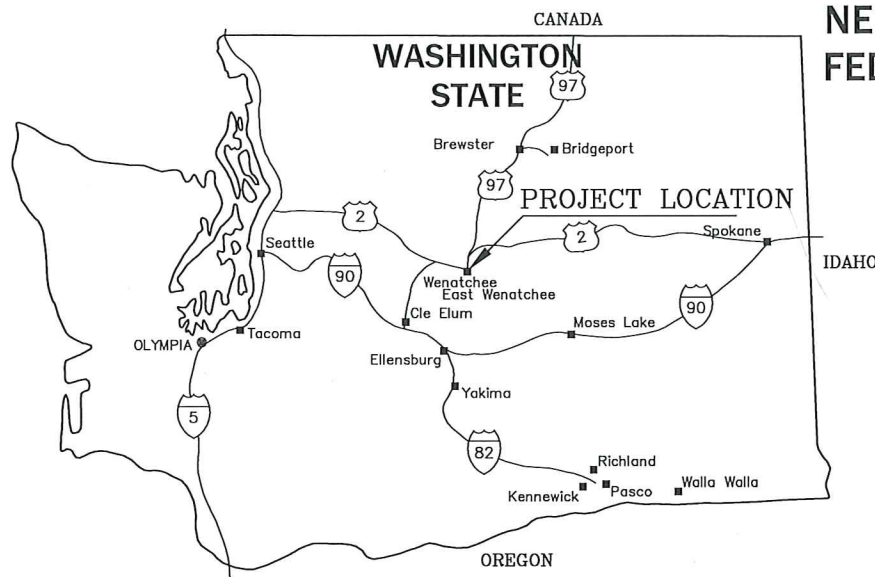 CANADA
NE
FED
WASHINGTON
STATE
97
Brewster
Bridgeport
97
PROJECT LOCATION
2
2
Spokane
Seattle
90
IDAHO
Wenatchee
East Wenatchee
Cle Elum
90
Moses Lake
Tacoma
OLYMPIA
Ellensburg
Yakima
5
82
Richland
Kennewick
Pasco
Walla Walla
OREGON